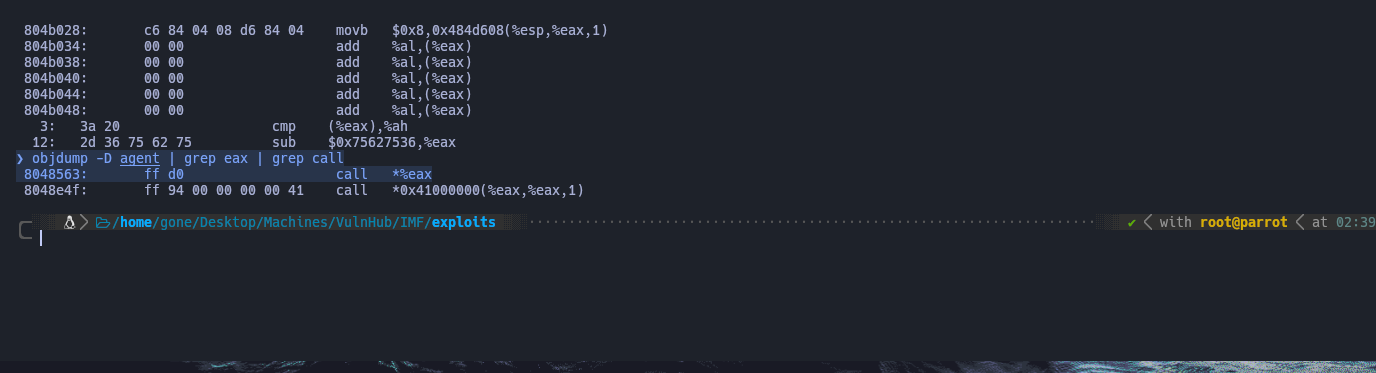 804b028:       c6 84 04 08 d6 84 04    movb   $0x8,0x484d608(%esp,%eax,1)
804b034:       00 00                   add    %al,(%eax)
804b038:       00 00                   add    %al,(%eax)
804b040:       00 00                   add    %al,(%eax)
804b044:       00 00                   add    %al,(%eax)
804b048:       00 00                   add    %al,(%eax)
  3:   3a 20                   cmp    (%eax),%ah
 12:   2d 36 75 62 75          sub    $0x75627536,%eax
❯ objdump -D agent | grep eax | grep call
8048563:       ff d0                   call   *%eax
8048e4f:       ff 94 00 00 00 00 41    call   *0x41000000(%eax,%eax,1)
/home/gone/Desktop/Machines/VulnHub/IMF/exploits ✔ with root@parrot at 02:39